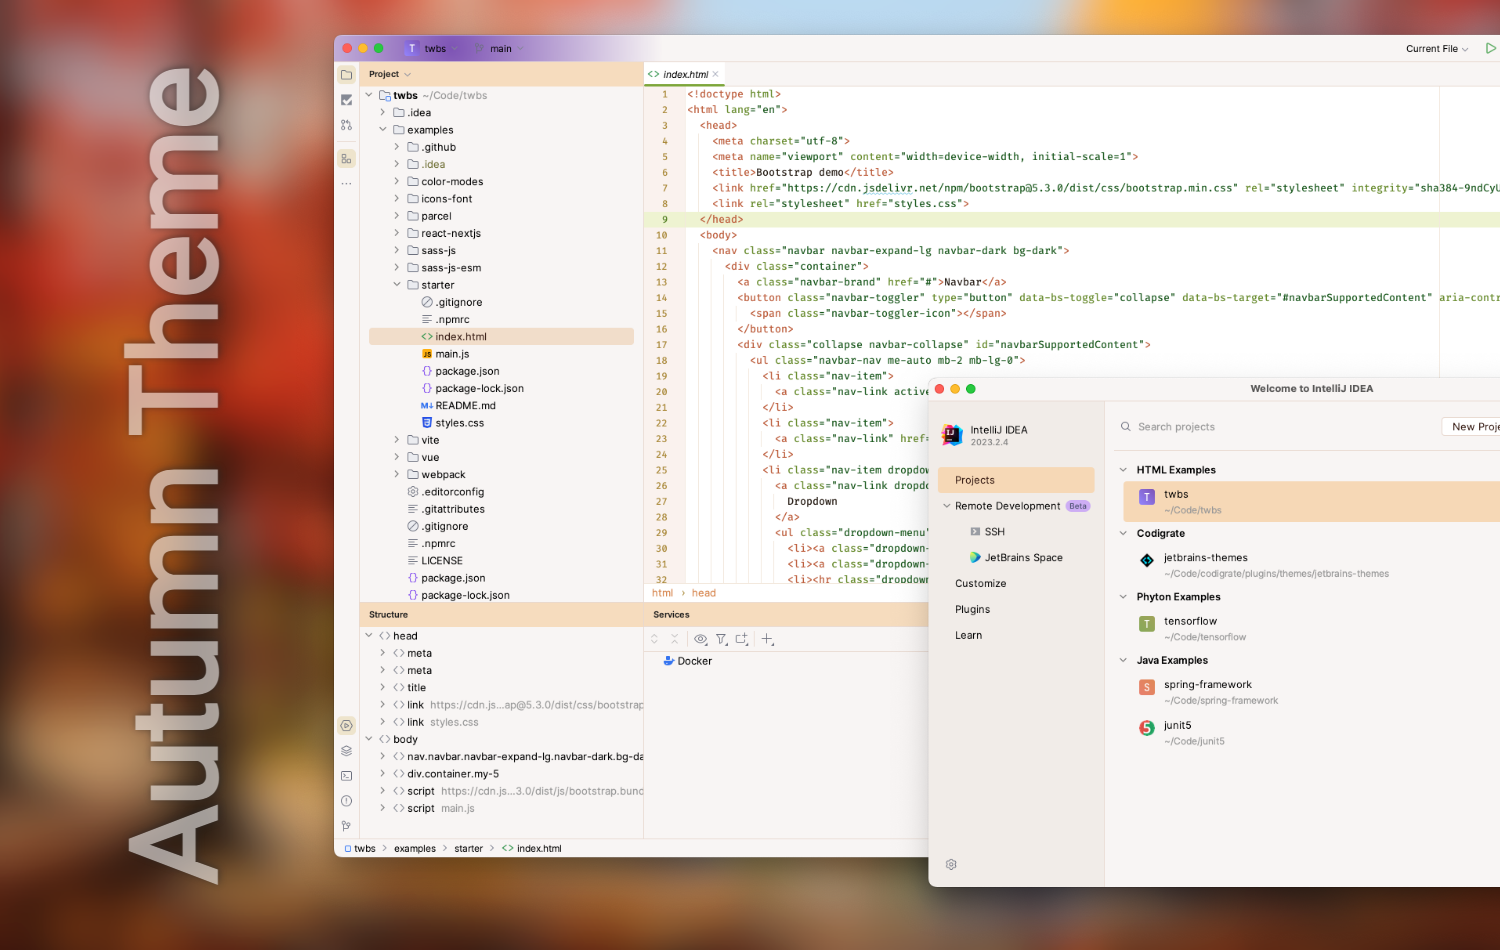 Autumn Theme
T twbs
main
Current File
Project
twbs ~/Code/twbs
.idea
examples
.github
.idea
color-modes
icons-font
parcel
react-nextjs
sass-js
sass-js-esm
starter
.gitignore
.npmrc
<> index.html
JS main.js
{} package.json
{} package-lock.json
M↓ README.md
styles.css
vite
vue
webpack
.editorconfig
.gitattributes
.gitignore
.npmrc
LICENSE
{} package.json
{} package-lock.json
<> index.html
1 <!doctype html>
2 <html lang="en">
3 <head>
4 <meta charset="utf-8">
5 <meta name="viewport" content="width=device-width, initial-scale=1">
6 <title>Bootstrap demo</title>
7 <link href="https://cdn.jsdelivr.net/npm/bootstrap@5.3.0/dist/css/bootstrap.min.css" rel="stylesheet" integrity="sha384-9ndCyU
8 <link rel="stylesheet" href="styles.css">
9 </head>
10 <body>
11 <nav class="navbar navbar-expand-lg navbar-dark bg-dark">
12 <div class="container">
13 <a class="navbar-brand" href="#">Navbar</a>
14 <button class="navbar-toggler" type="button" data-bs-toggle="collapse" data-bs-target="#navbarSupportedContent" aria-contr
15 <span class="navbar-toggler-icon"></span>
16 </button>
17 <div class="collapse navbar-collapse" id="navbarSupportedContent">
18 <ul class="navbar-nav me-auto mb-2 mb-lg-0">
19 <li class="nav-item">
20 <a class="nav-link active
21 </li>
22 <li class="nav-item">
23 <a class="nav-link" href=
24 </li>
25 <li class="nav-item dropdown
26 <a class="nav-link dropdo
27 Dropdown
28 </a>
29 <ul class="dropdown-menu"
30 <li><a class="dropdown-
31 <li><a class="dropdown-
32 <li><hr class="dropdown
html › head
Structure
<> head
<> meta
<> meta
<> title
<> link https://cdn.js...ap@5.3.0/dist/css/bootstrap
<> link styles.css
<> body
<> nav.navbar.navbar-expand-lg.navbar-dark.bg-da
<> div.container.my-5
<> script https://cdn.js...3.0/dist/js/bootstrap.bund
<> script main.js
Services
Docker
twbs > examples > starter > <> index.html
Welcome to IntelliJ IDEA
IJ
IntelliJ IDEA
2023.2.4
Projects
Remote Development Beta
SSH
JetBrains Space
Customize
Plugins
Learn
Search projects
New Proje
HTML Examples
T twbs
~/Code/twbs
Codigrate
jetbrains-themes
~/Code/codigrate/plugins/themes/jetbrains-themes
Phyton Examples
T tensorflow
~/Code/tensorflow
Java Examples
S spring-framework
~/Code/spring-framework
5 junit5
~/Code/junit5